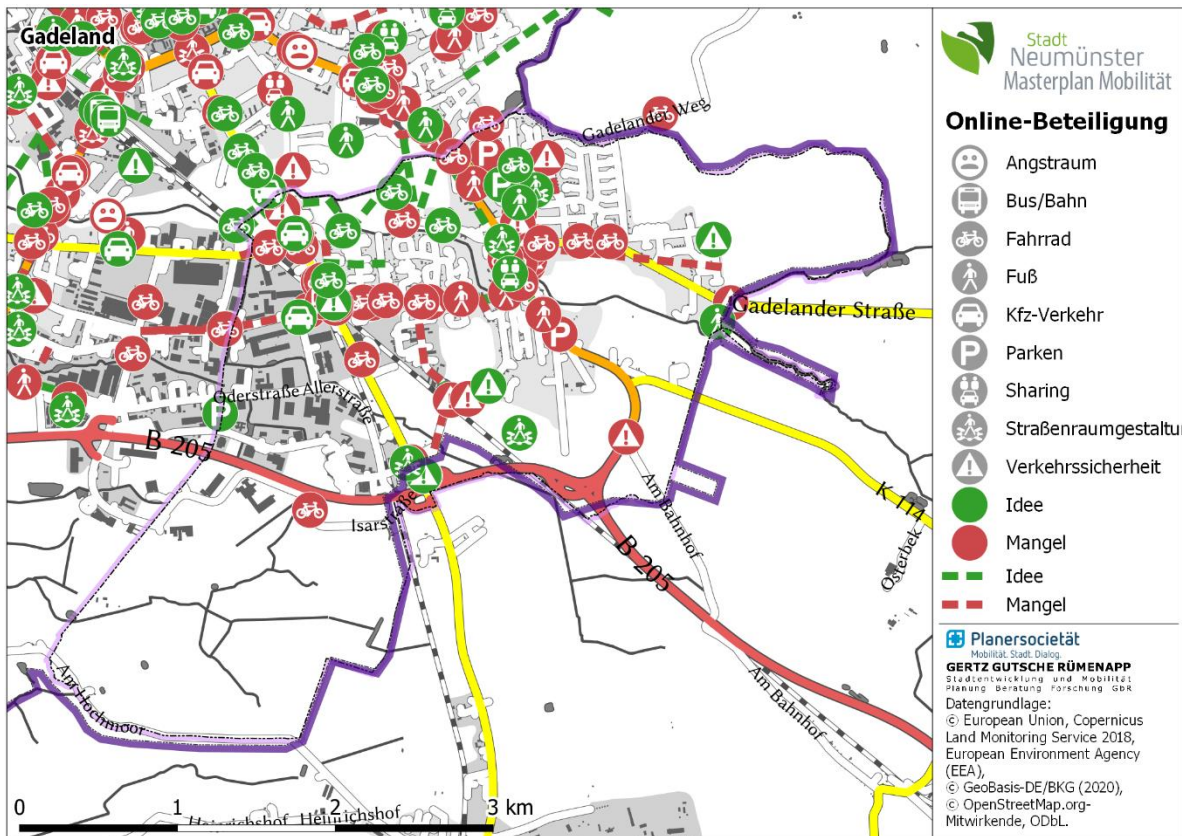 Gadeland
Gadelander Weg
Gadelander Straße
Oderstraße Allerstraße
B 205
Isarstraße
Am Bahnhof
K 114
Osterbek
B 205
Am Bahnhof
Am Hochmoor
Heinrichshof Heinrichshof
0 1 2 3 km
Stadt
Neumünster
Masterplan Mobilität
Online-Beteiligung
Angstraum
Bus/Bahn
Fahrrad
Fuß
Kfz-Verkehr
P Parken
Sharing
Straßenraumgestaltu
Verkehrssicherheit
Idee
Mangel
Idee
Mangel
Planersocietät
Mobilität. Stadt. Dialog.
GERTZ GUTSCHE RÜMENAPP
Stadtentwicklung und Mobilität
Planung Beratung Forschung GbR
Datengrundlage:
© European Union, Copernicus
Land Monitoring Service 2018,
European Environment Agency
(EEA),
© GeoBasis-DE/BKG (2020),
© OpenStreetMap.org-
Mitwirkende, ODbL.